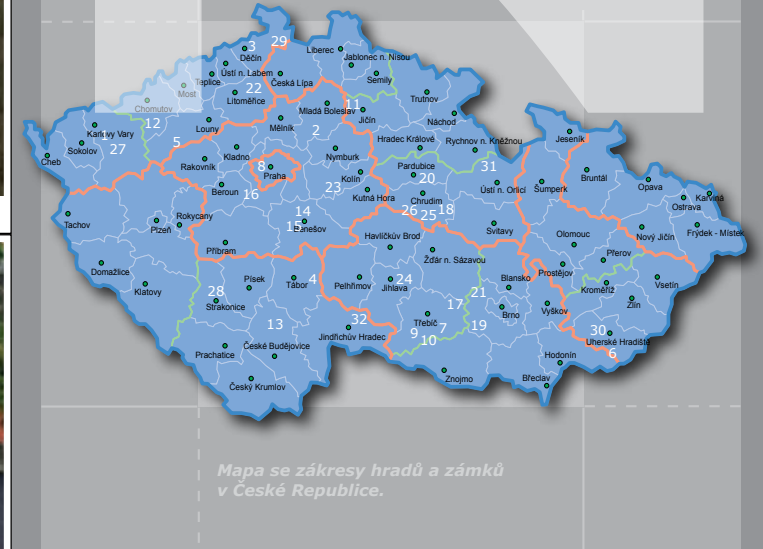 3
29
Děčín
Liberec
Jablonec n. Nisou
Teplice
Ústí n. Labem
Česká Lípa
Semily
Most
22
Litoměřice
Chomutov
Mladá Boleslav
11
Trutnov
Jičín
Náchod
12
Louny
Mělník
2
Karlovy Vary
27
Sokolov
5
Hradec Králové
Rychnov n. Kněžnou
Jeseník
Cheb
Rakovník
Kladno
8
Praha
Nymburk
Pardubice
20
31
Kolín
Bruntál
Opava
Beroun
16
23
Kutná Hora
Chrudim
Ústí n. Orlicí
Šumperk
Karviná
Ostrava
Tachov
Rokycany
Plzeň
14
15
Benešov
26
25
18
Svitavy
Frýdek - Místek
Nový Jičín
Příbram
Havlíčkův Brod
Olomouc
Žďár n. Sázavou
Přerov
Domažlice
Klatovy
Písek
Tábor
4
Pelhřimov
24
Jihlava
Blansko
Prostějov
Vsetín
28
Strakonice
21
Kroměříž
Zlín
17
Brno
Vyškov
Třebíč
13
32
Jindřichův Hradec
9
7
10
19
30
Uherské Hradiště
6
Prachatice
České Budějovice
Hodonín
Český Krumlov
Znojmo
Břeclav
Mapa se zákresy hradů a zámků
v České Republice.